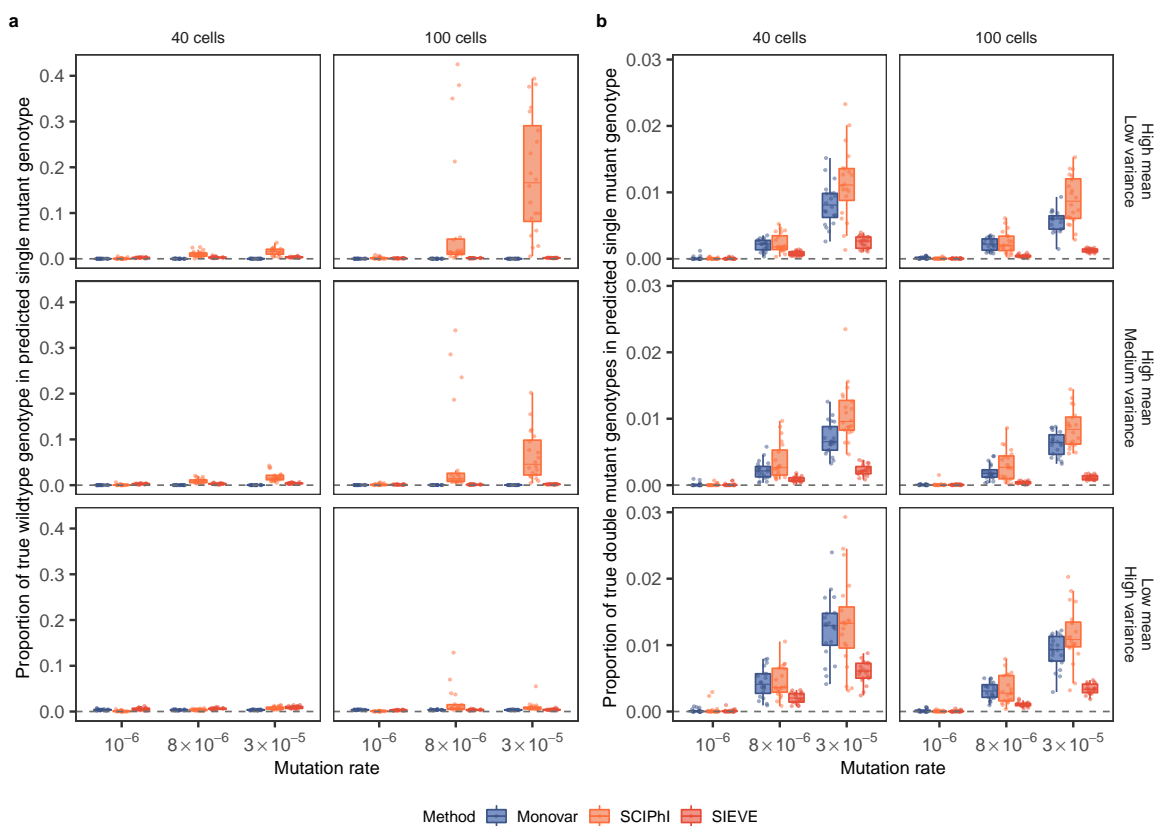 a
b
40 cells
100 cells
40 cells
100 cells
Proportion of true wildtype genotype in predicted single mutant genotype
0.4
0.3
0.2
0.1
0.0
0.4
0.3
0.2
0.1
0.0
0.4
0.3
0.2
0.1
0.0
10⁻⁶
8 × 10⁻⁶
3 × 10⁻⁵
10⁻⁶
8 × 10⁻⁶
3 × 10⁻⁵
Mutation rate
Proportion of true double mutant genotypes in predicted single mutant genotype
0.03
0.02
0.01
0.00
0.03
0.02
0.01
0.00
0.03
0.02
0.01
0.00
10⁻⁶
8 × 10⁻⁶
3 × 10⁻⁵
10⁻⁶
8 × 10⁻⁶
3 × 10⁻⁵
Mutation rate
High mean
Low variance
High mean
Medium variance
Low mean
High variance
Method Monovar SCIPhI SIEVE